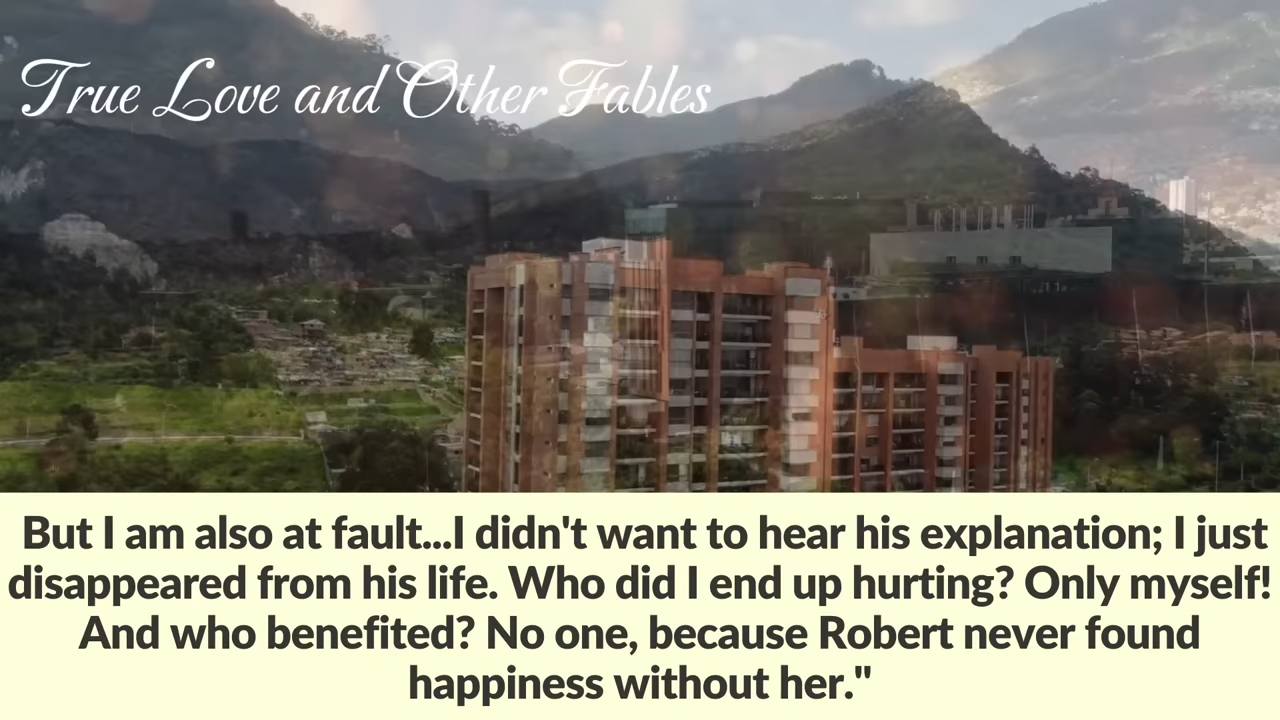 True Love and Other Fables
But I am also at fault...I didn't want to hear his explanation; I just
disappeared from his life. Who did I end up hurting? Only myself!
And who benefited? No one, because Robert never found
happiness without her."